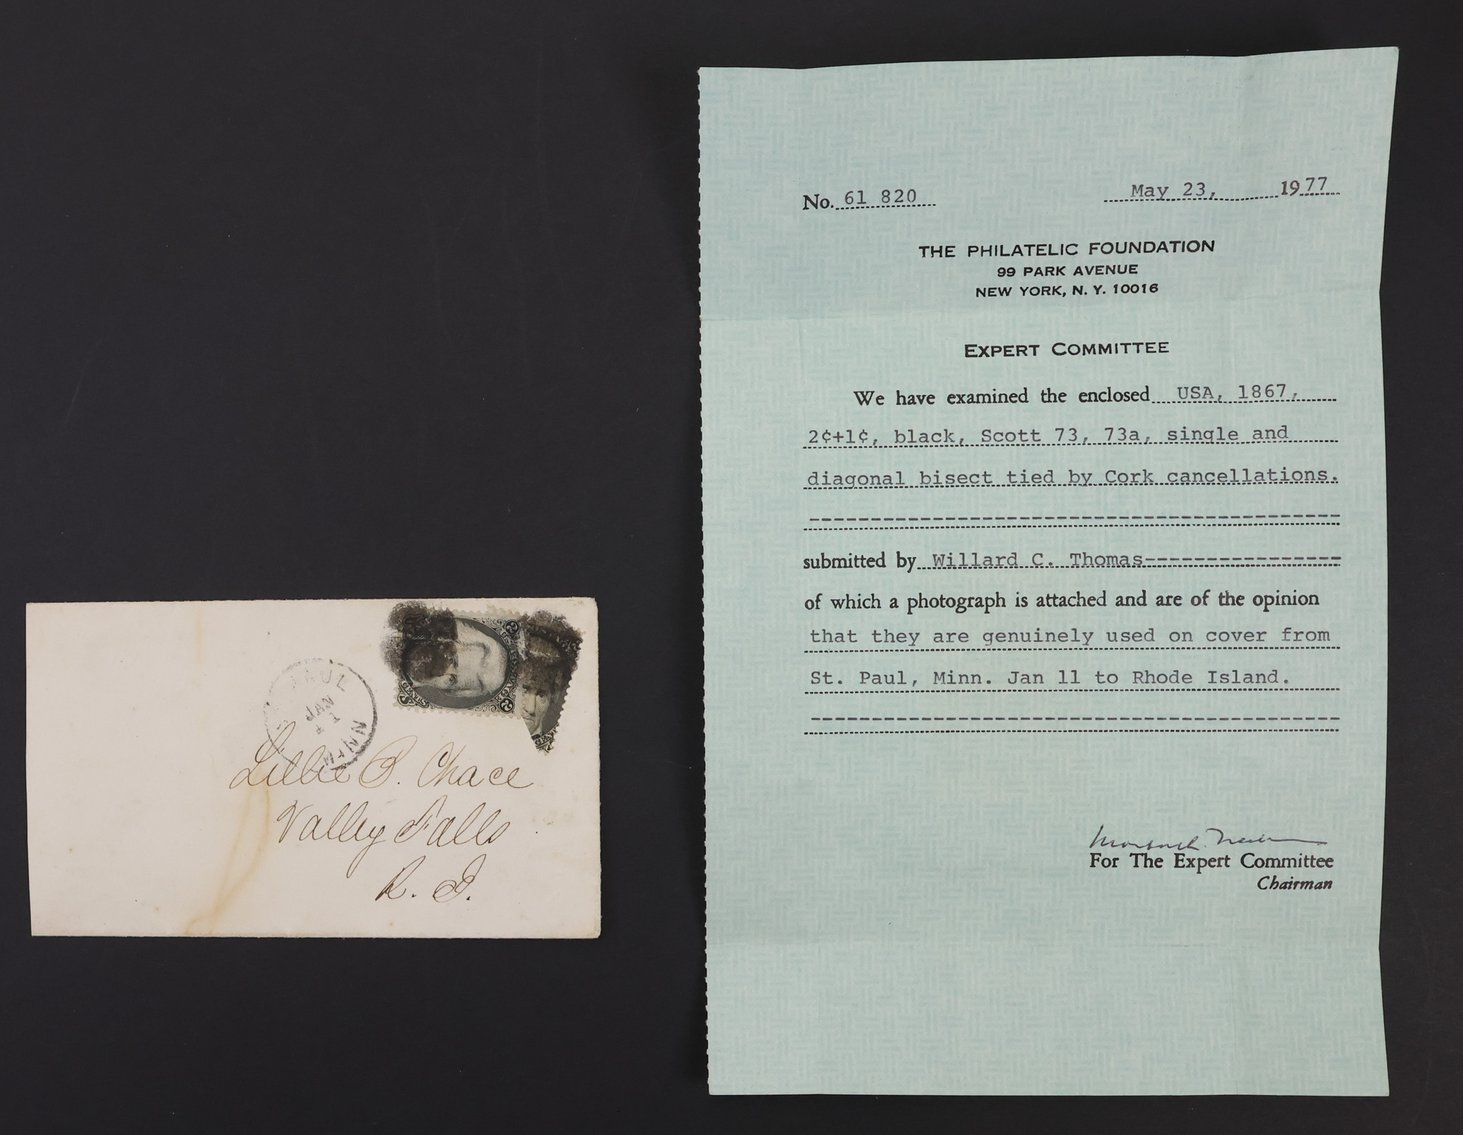 PAUL
JAN
MINN
Lillie B. Chace
Valley Falls
R. I.
No. 61 820
May 23, 1977
THE PHILATELIC FOUNDATION
99 PARK AVENUE
NEW YORK, N. Y. 10016
EXPERT COMMITTEE
We have examined the enclosed USA, 1867,
2¢+1¢, black, Scott 73, 73a, single and
diagonal bisect tied by Cork cancellations.
submitted by Willard C. Thomas
of which a photograph is attached and are of the opinion
that they are genuinely used on cover from
St. Paul, Minn. Jan 11 to Rhode Island.
For The Expert Committee
Chairman